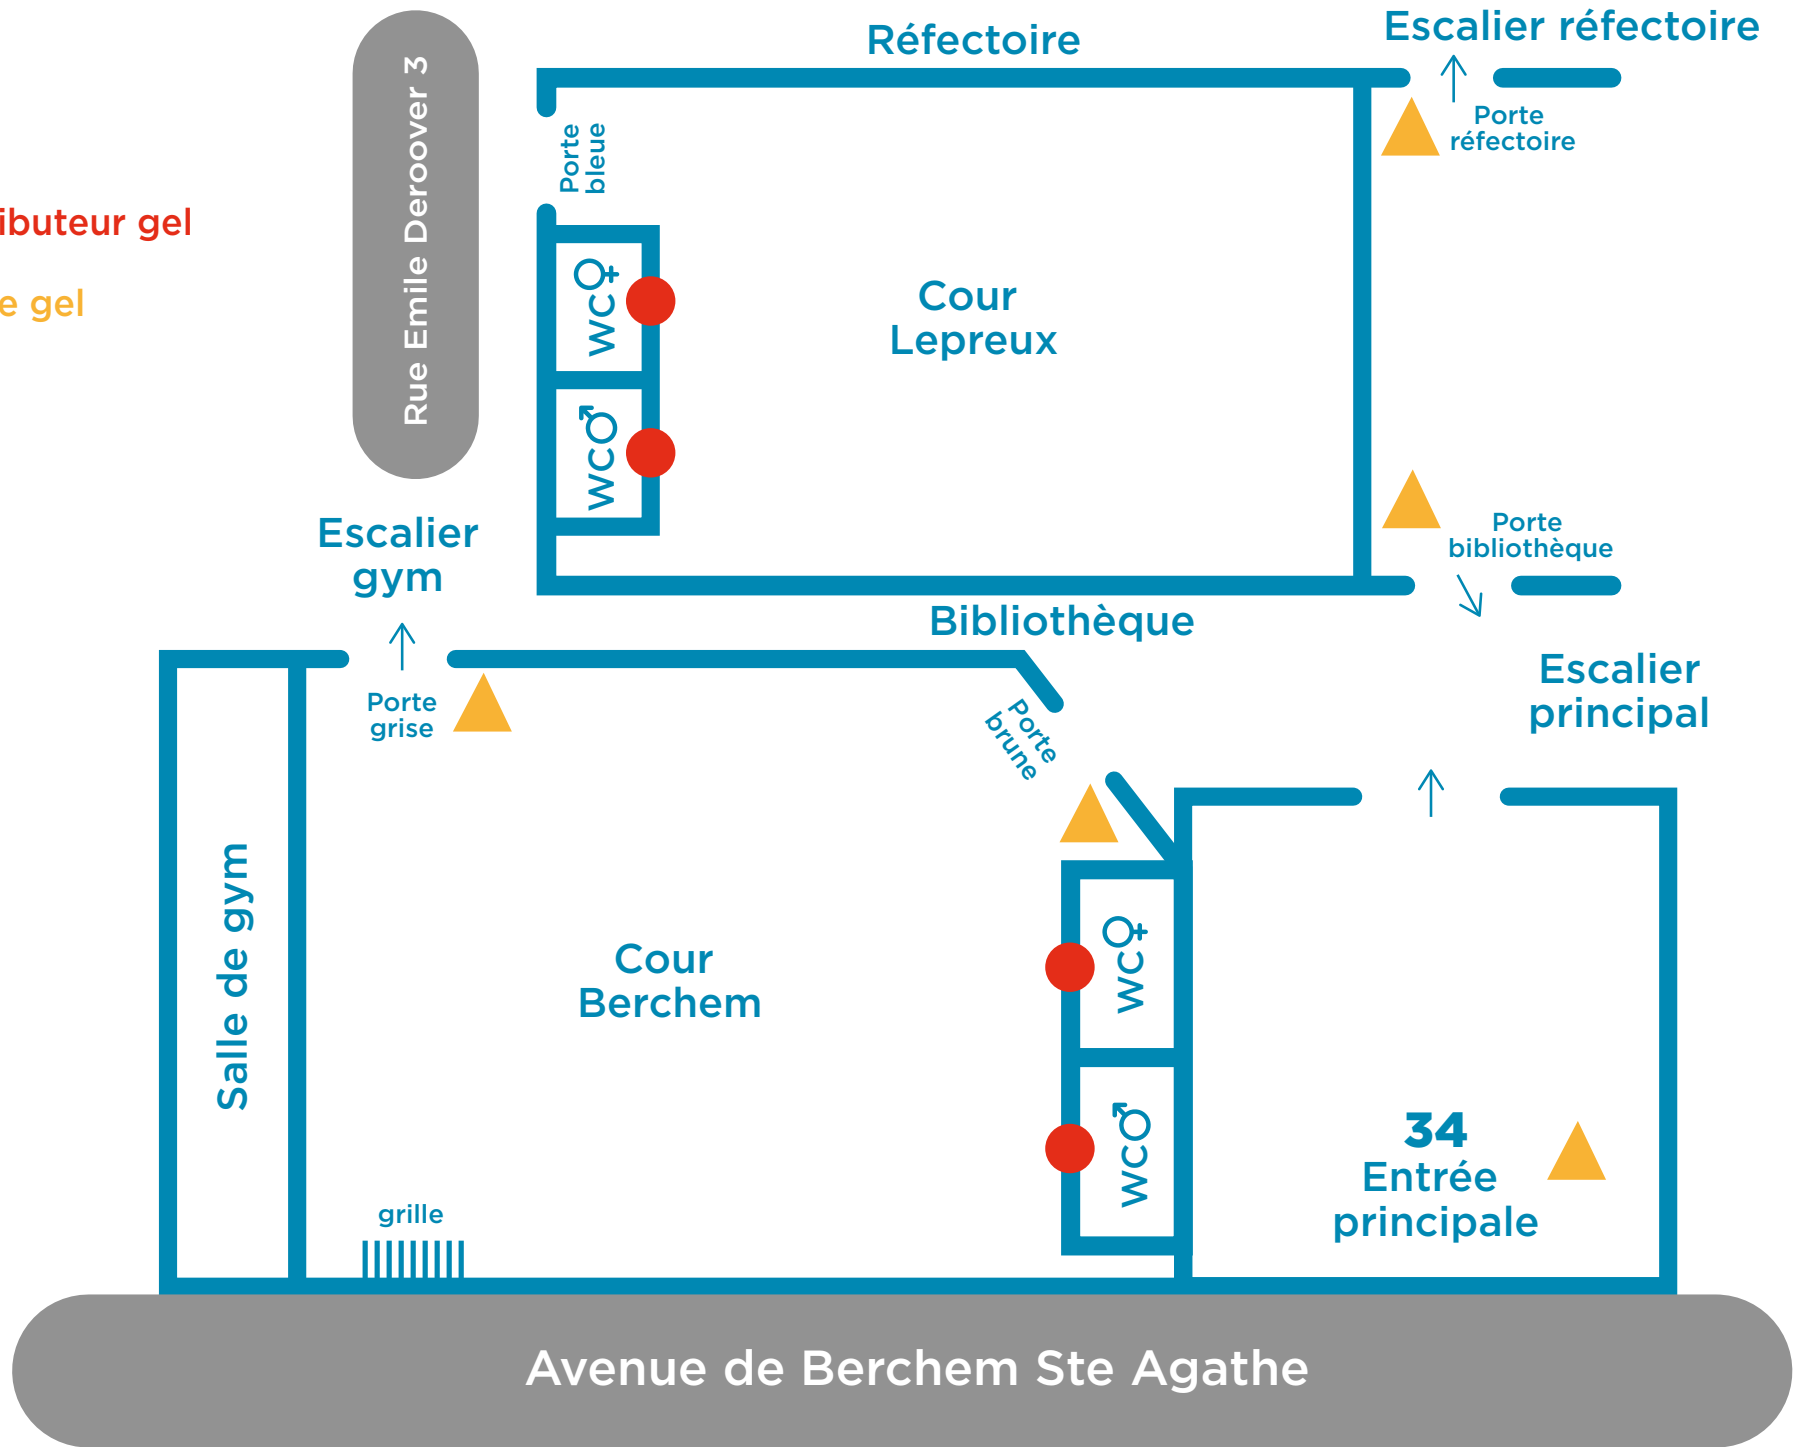 Réfectoire
Escalier réfectoire
Porte
réfectoire
Rue Emile Deroover 3
Porte
bleue
ibuteur gel
e gel
WC
Cour
Lepreux
WC
Escalier
gym
Porte
bibliothèque
Bibliothèque
Escalier
principal
Porte
grise
Porte
brune
Salle de gym
Cour
Berchem
WC
WC
34
Entrée
principale
grille
Avenue de Berchem Ste Agathe